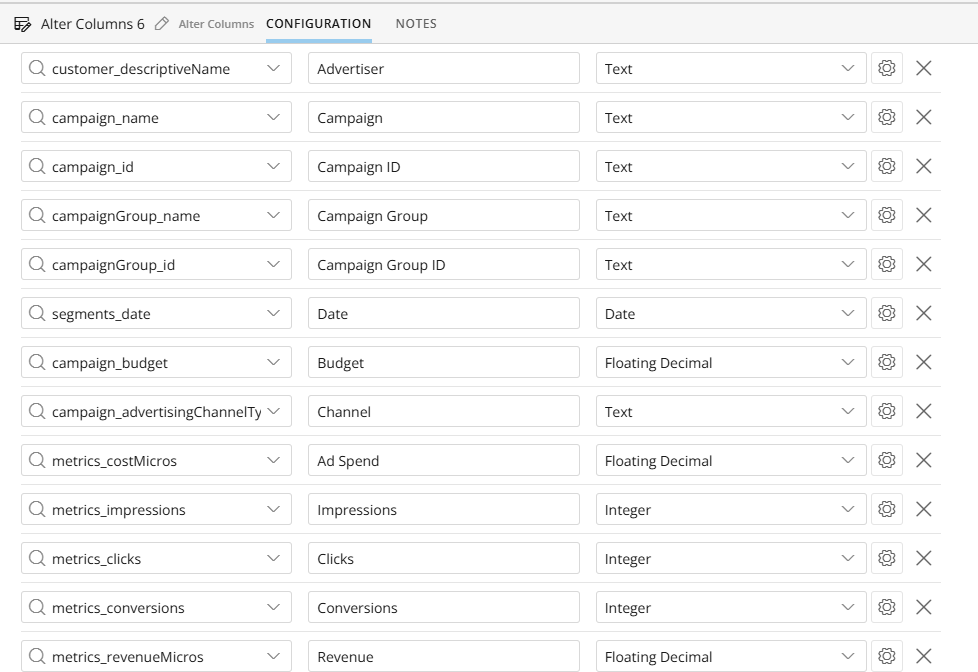 Alter Columns 6 Alter Columns CONFIGURATION NOTES
customer_descriptiveName Advertiser Text
campaign_name Campaign Text
campaign_id Campaign ID Text
campaignGroup_name Campaign Group Text
campaignGroup_id Campaign Group ID Text
segments_date Date Date
campaign_budget Budget Floating Decimal
campaign_advertisingChannelTy Channel Text
metrics_costMicros Ad Spend Floating Decimal
metrics_impressions Impressions Integer
metrics_clicks Clicks Integer
metrics_conversions Conversions Integer
metrics_revenueMicros Revenue Floating Decimal